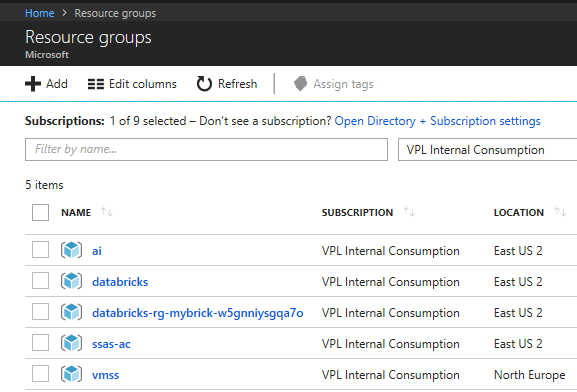 Home > Resource groups
Resource groups
Microsoft
Add Edit columns Refresh Assign tags
Subscriptions: 1 of 9 selected – Don't see a subscription? Open Directory + Subscription settings
Filter by name... VPL Internal Consumption
5 items
NAME SUBSCRIPTION LOCATION
ai VPL Internal Consumption East US 2
databricks VPL Internal Consumption East US 2
databricks-rg-mybrick-w5gnniysgqa7o VPL Internal Consumption East US 2
ssas-ac VPL Internal Consumption East US 2
vmss VPL Internal Consumption North Europe